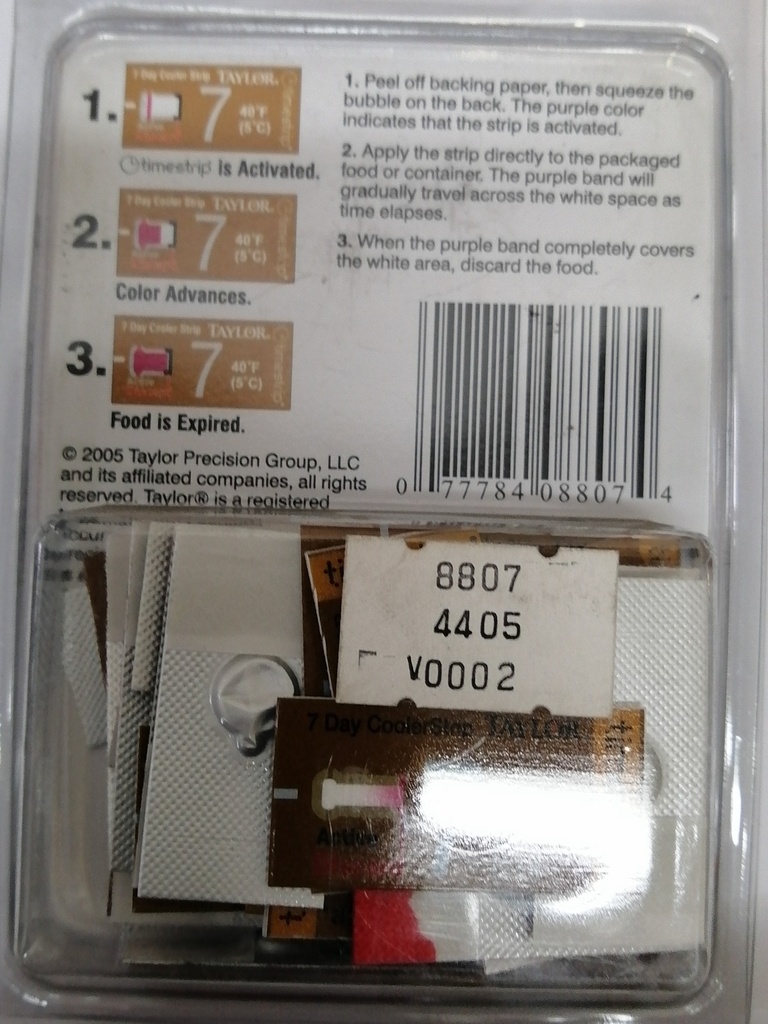 1.
7 Day Cooler Strip TAYLOR®
7
40°F
(5°C)
timestrip
timestrip Is Activated.
2.
7 Day Cooler Strip TAYLOR®
7
40°F
(5°C)
timestrip
Color Advances.
3.
7 Day Cooler Strip TAYLOR®
7
40°F
(5°C)
timestrip
Food is Expired.
© 2005 Taylor Precision Group, LLC
and its affiliated companies, all rights
reserved. Taylor® is a registered
1. Peel off backing paper, then squeeze the
bubble on the back. The purple color
indicates that the strip is activated.
2. Apply the strip directly to the packaged
food or container. The purple band will
gradually travel across the white space as
time elapses.
3. When the purple band completely covers
the white area, discard the food.
0 77784 08807 4
8807
4405
V0002
7 Day CoolerStrip TAYLOR
Active